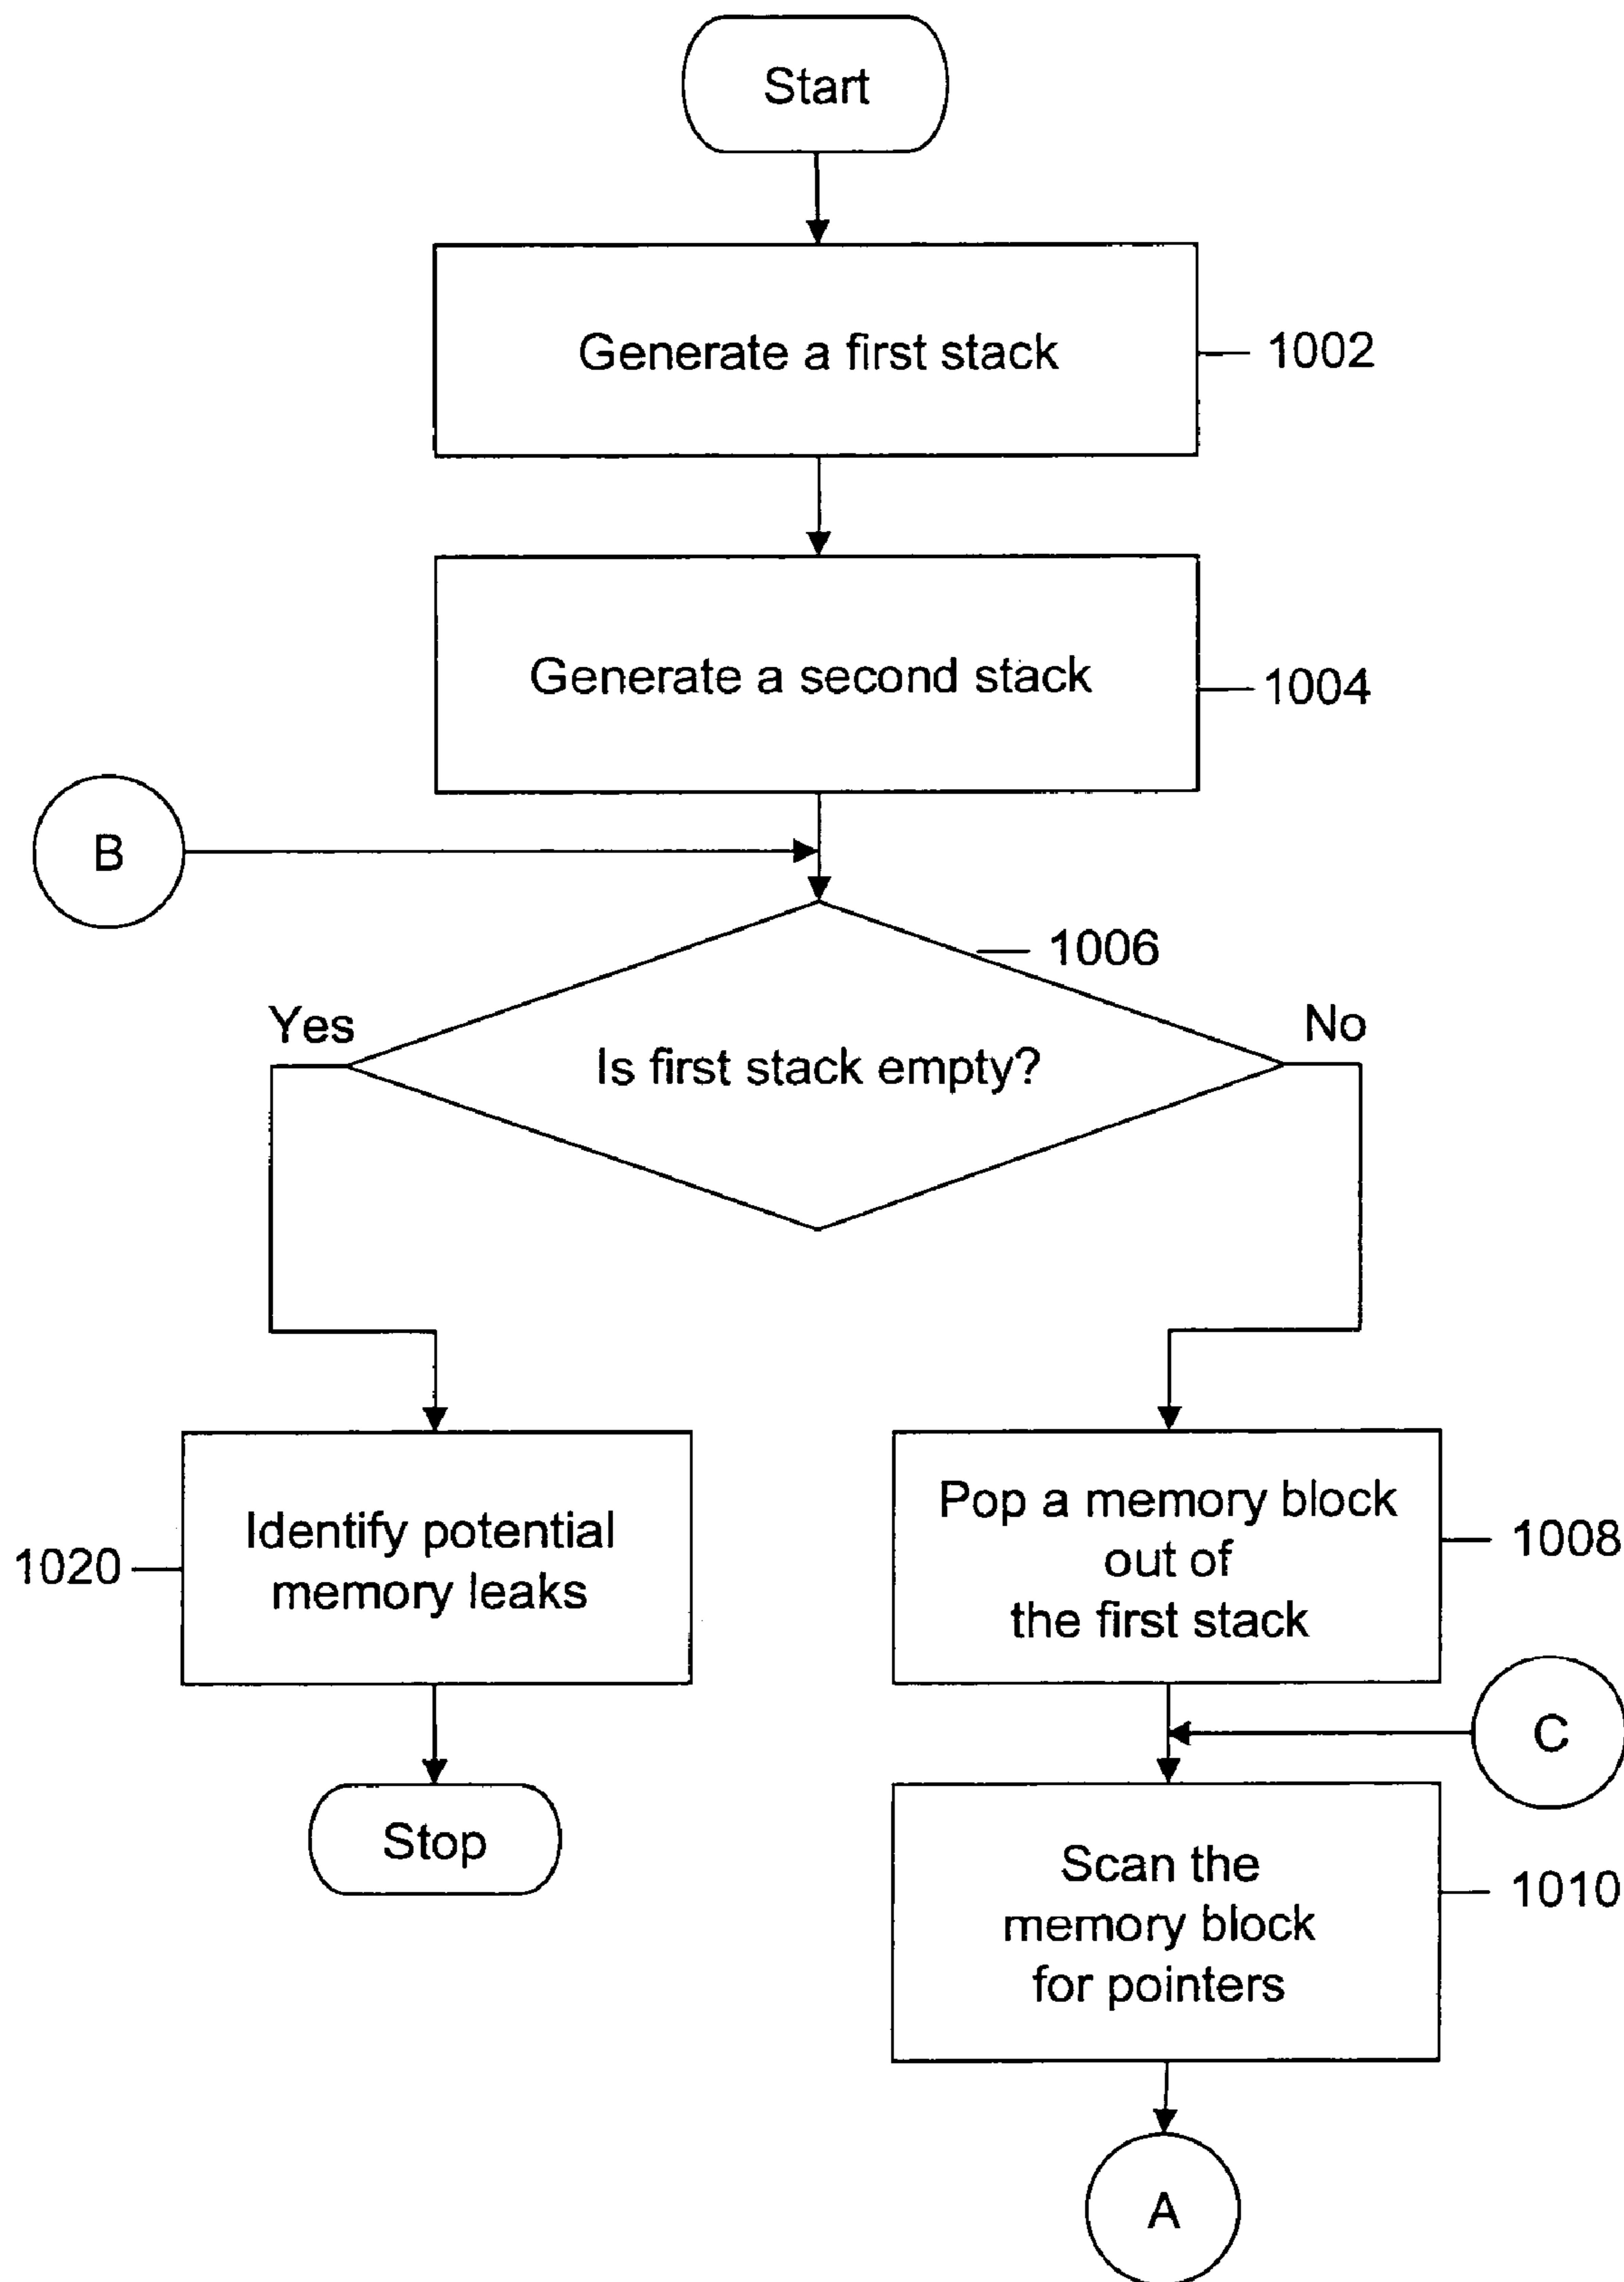 Start
Generate a first stack
1002
Generate a second stack
1004
B
1006
Yes
No
Is first stack empty?
Pop a memory block
out of
the first stack
1008
Identify potential
memory leaks
1020
C
Stop
Scan the
memory block
for pointers
1010
A